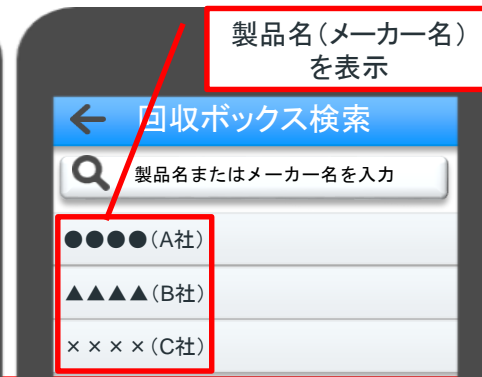 製品名(メーカー名)
を表示
回収ボックス検索
製品名またはメーカー名を入力
●●●●(A社)
▲▲▲▲(B社)
××××(C社)